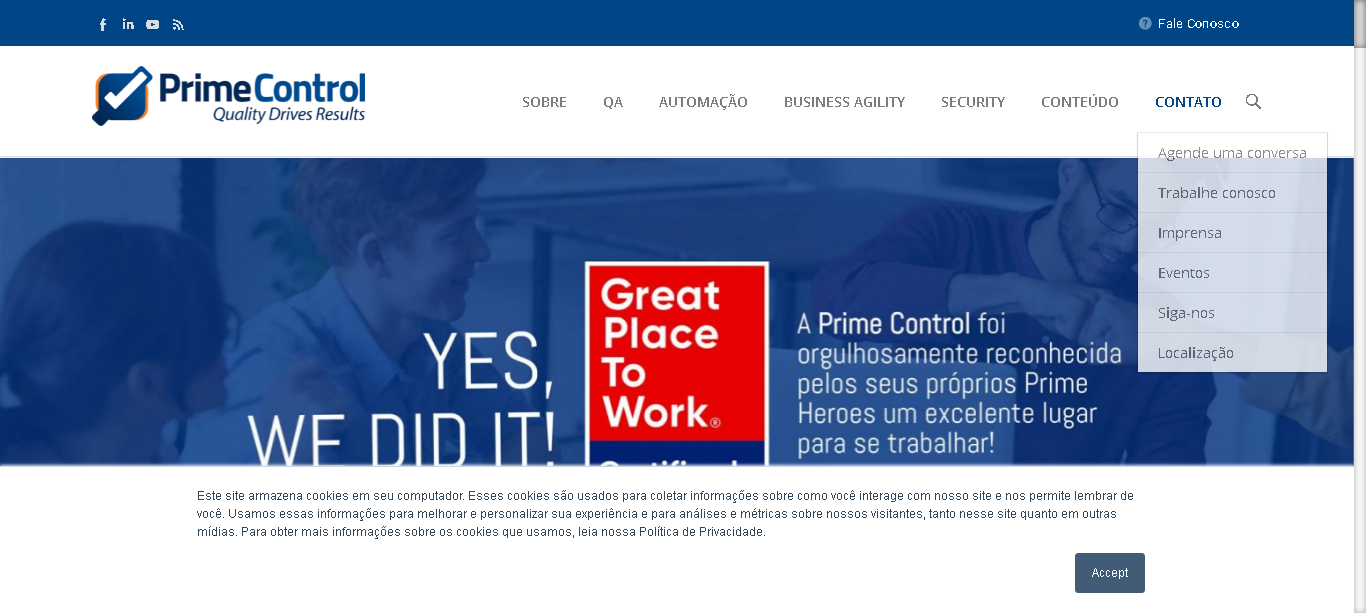 Fale Conosco
PrimeControl
Quality Drives Results
SOBRE QA AUTOMAÇÃO BUSINESS AGILITY SECURITY CONTEÚDO CONTATO
Agende uma conversa
Trabalhe conosco
Imprensa
Eventos
Siga-nos
Localização
YES,
WE DID IT!
Great
Place
To
Work®
Certified
A Prime Control foi
orgulhosamente reconhecida
pelos seus próprios Prime
Heroes um excelente lugar
para se trabalhar!
Este site armazena cookies em seu computador. Esses cookies são usados para coletar informações sobre como você interage com nosso site e nos permite lembrar de
você. Usamos essas informações para melhorar e personalizar sua experiência e para análises e métricas sobre nossos visitantes, tanto nesse site quanto em outras
mídias. Para obter mais informações sobre os cookies que usamos, leia nossa Política de Privacidade.
Accept